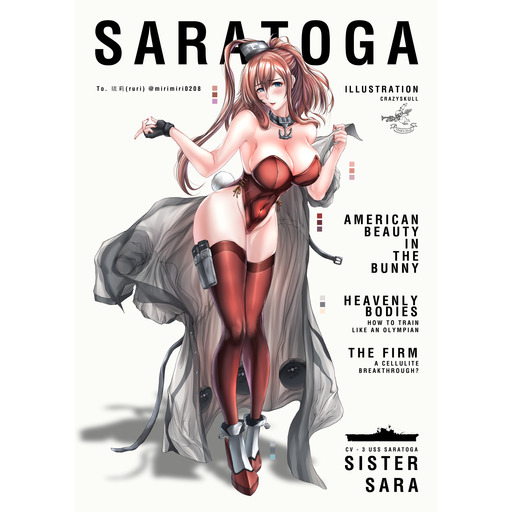 SARATOGA
To. 琉莉(ruri) @mirimiri0208
ILLUSTRATION
CRAZYSKULL
AMERICAN
BEAUTY
IN
THE
BUNNY
HEAVENLY
BODIES
HOW TO TRAIN
LIKE AN OLYMPIAN
THE FIRM
A CELLULITE
BREAKTHROUGH?
CV - 3 USS SARATOGA
SISTER
SARA